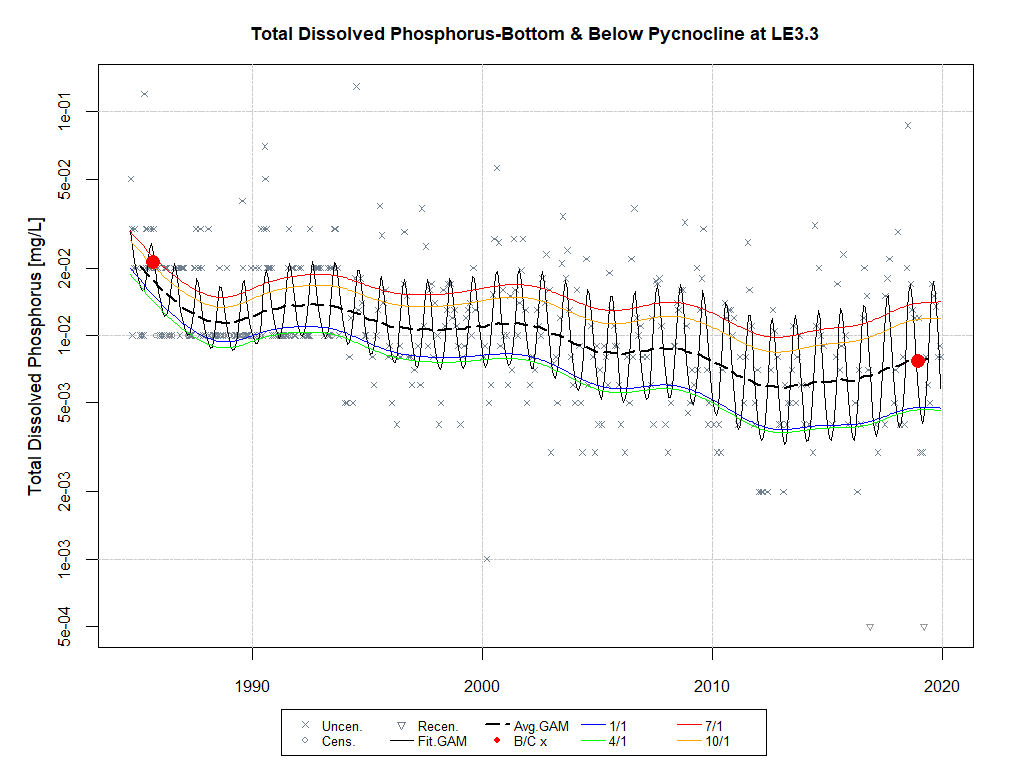 Total Dissolved Phosphorus-Bottom & Below Pycnocline at LE3.3
Total Dissolved Phosphorus [mg/L]
1e-01
5e-02
2e-02
1e-02
5e-03
2e-03
1e-03
5e-04
1990 2000 2010 2020
Uncen. Recen. Avg.GAM 1/1 7/1
Cens. Fit.GAM B/C x 4/1 10/1